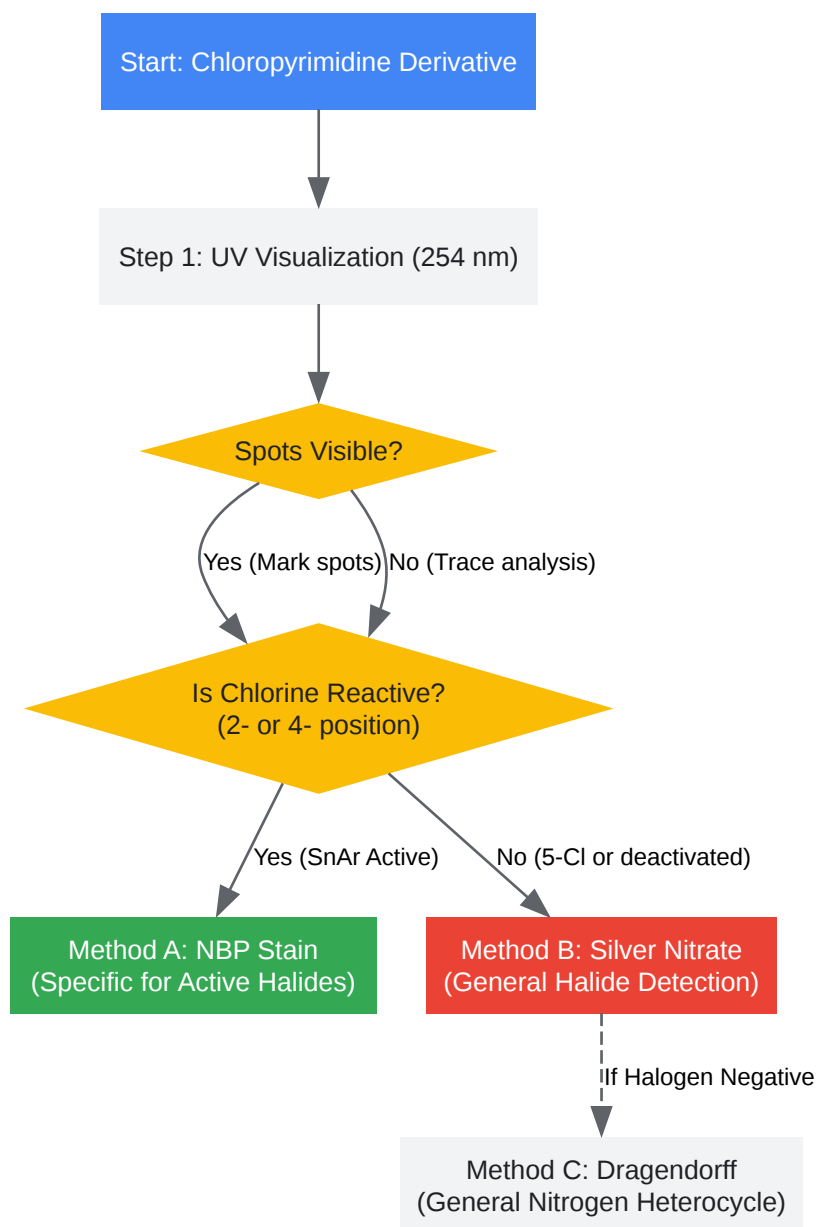 Start: Chloropyrimidine Derivative
Step 1: UV Visualization (254 nm)
Spots Visible?
Yes (Mark spots)
No (Trace analysis)
Is Chlorine Reactive?
(2- or 4- position)
Yes (SnAr Active)
No (5-Cl or deactivated)
Method A: NBP Stain
(Specific for Active Halides)
Method B: Silver Nitrate
(General Halide Detection)
If Halogen Negative
Method C: Dragendorff
(General Nitrogen Heterocycle)